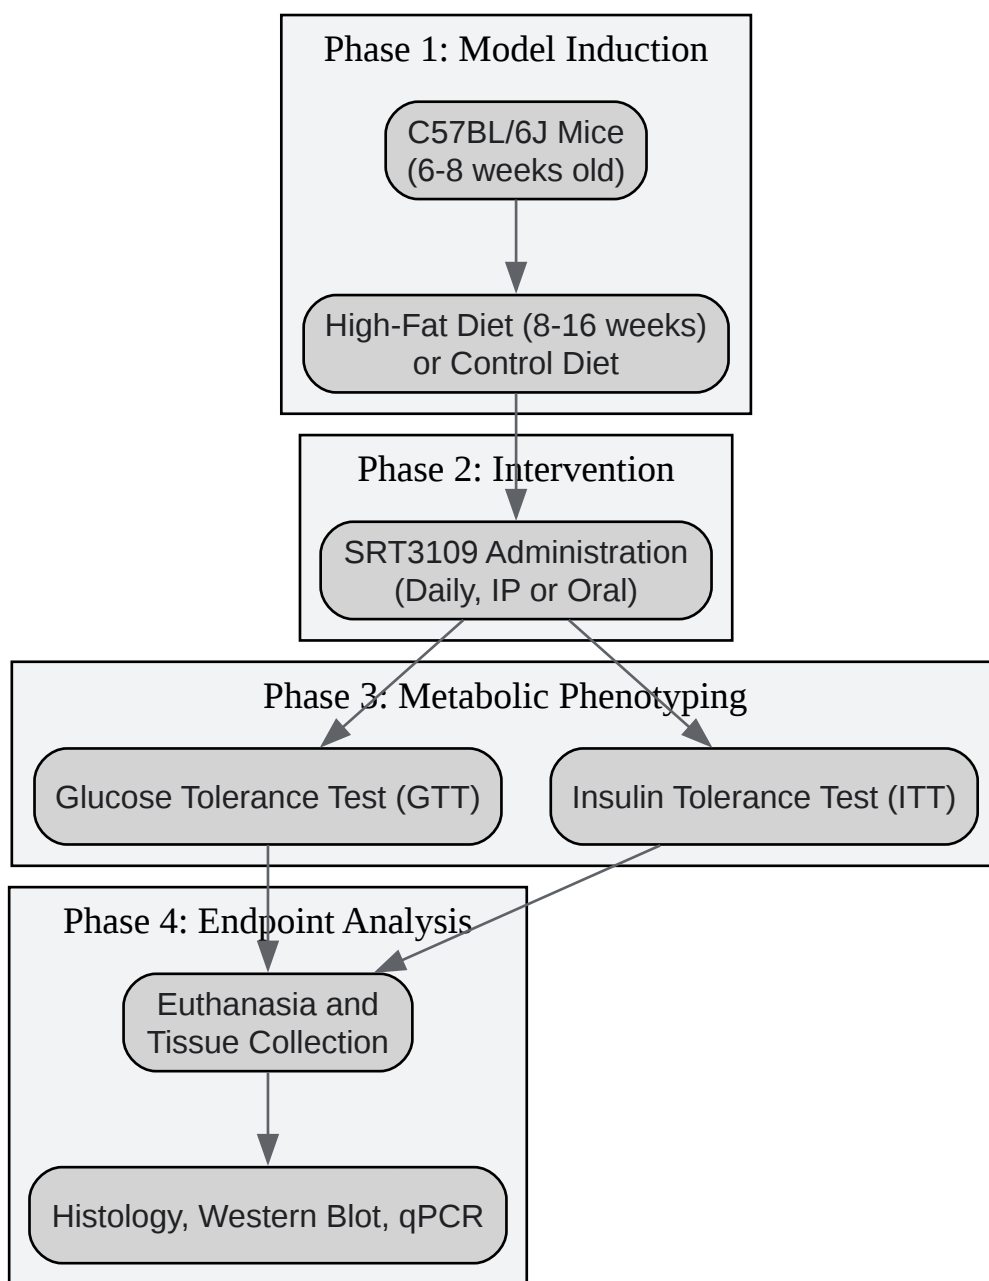 Phase 1: Model Induction
C57BL/6J Mice
(6-8 weeks old)
High-Fat Diet (8-16 weeks)
or Control Diet
Phase 2: Intervention
SRT3109 Administration
(Daily, IP or Oral)
Phase 3: Metabolic Phenotyping
Glucose Tolerance Test (GTT)
Insulin Tolerance Test (ITT)
Phase 4: Endpoint Analysis
Euthanasia and
Tissue Collection
Histology, Western Blot, qPCR